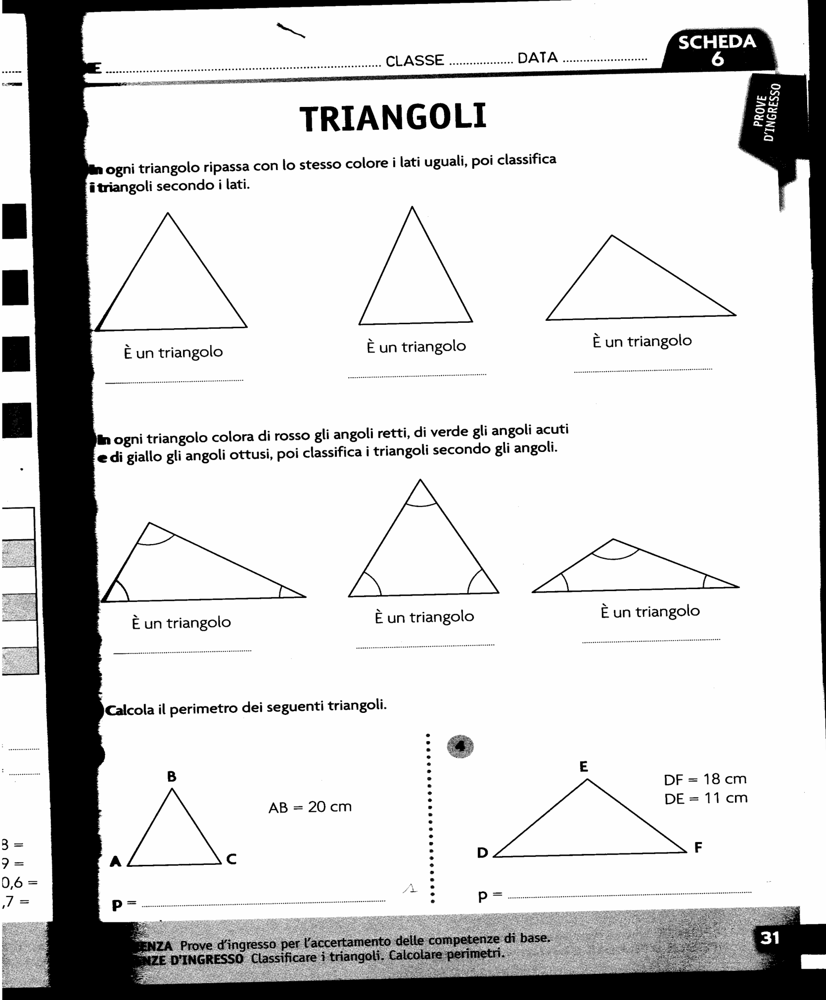 E ........ CLASSE ........ DATA ........
SCHEDA
6
PROVE
D'INGRESSO
TRIANGOLI
In ogni triangolo ripassa con lo stesso colore i lati uguali, poi classifica
i triangoli secondo i lati.
È un triangolo
È un triangolo
È un triangolo
In ogni triangolo colora di rosso gli angoli retti, di verde gli angoli acuti
e di giallo gli angoli ottusi, poi classifica i triangoli secondo gli angoli.
È un triangolo
È un triangolo
È un triangolo
Calcola il perimetro dei seguenti triangoli.
B
AB = 20 cm
A
C
p = ........
4
E
DF = 18 cm
DE = 11 cm
D
F
p = ........
8 =
9 =
0,6 =
,7 =
ENZA Prove d'ingresso per l'accertamento delle competenze di base.
NZE D'INGRESSO Classificare i triangoli. Calcolare perimetri.
31